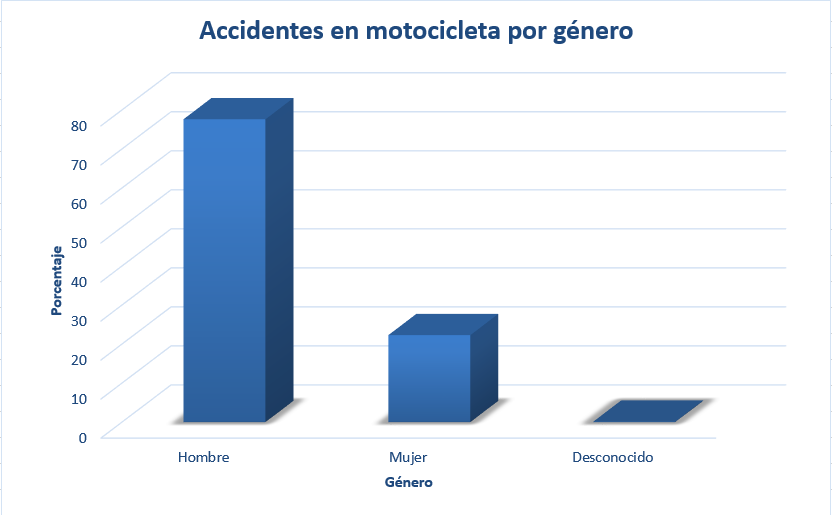 Accidentes en motocicleta por género
80
70
60
50
40
30
20
10
0
Porcentaje
Hombre Mujer Desconocido
Género